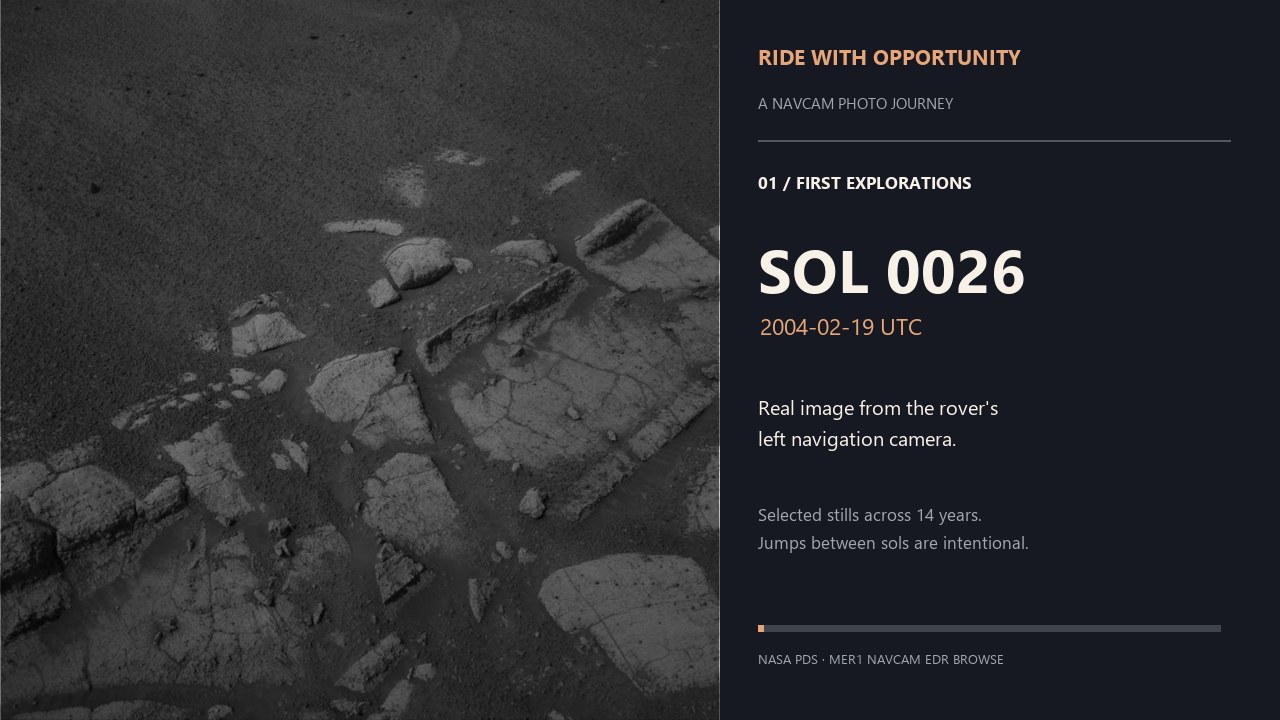 RIDE WITH OPPORTUNITY
A NAVCAM PHOTO JOURNEY
01 / FIRST EXPLORATIONS
SOL 0026
2004-02-19 UTC
Real image from the rover's
left navigation camera.
Selected stills across 14 years.
Jumps between sols are intentional.
NASA PDS · MER1 NAVCAM EDR BROWSE